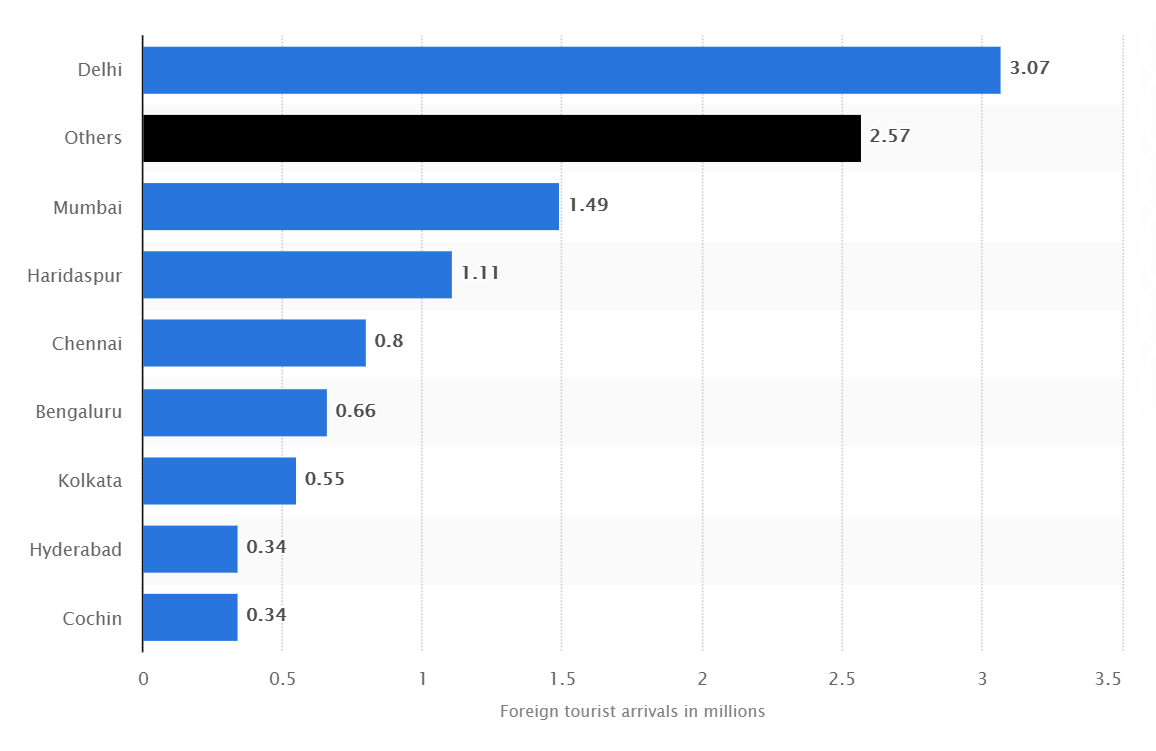 Delhi 3.07
Others 2.57
Mumbai 1.49
Haridaspur 1.11
Chennai 0.8
Bengaluru 0.66
Kolkata 0.55
Hyderabad 0.34
Cochin 0.34
0 0.5 1 1.5 2 2.5 3 3.5
Foreign tourist arrivals in millions